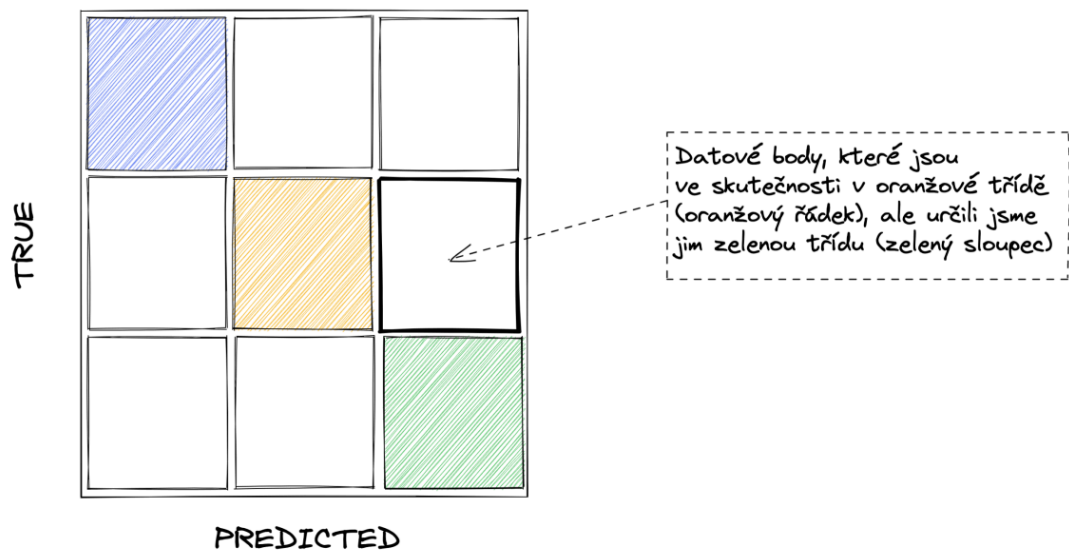 TRUE
Datové body, které jsou
ve skutečnosti v oranžové třídě
(oranžový řádek), ale určili jsme
jim zelenou třídu (zelený sloupec)
PREDICTED